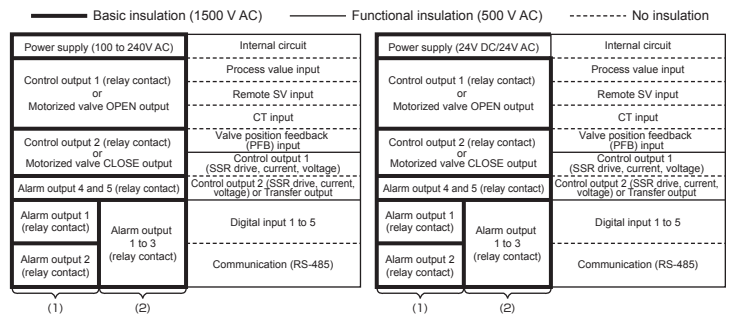 Basic insulation (1500 V AC)
Functional insulation (500 V AC)
No insulation
Power supply (100 to 240V AC)
Control output 1 (relay contact)
or
Motorized valve OPEN output
Control output 2 (relay contact)
or
Motorized valve CLOSE output
Alarm output 4 and 5 (relay contact)
Alarm output 1
(relay contact)
Alarm output 2
(relay contact)
Alarm output
1 to 3
(relay contact)
Internal circuit
Process value input
Remote SV input
CT input
Valve position feedback
(PFB) input
Control output 1
(SSR drive, current, voltage)
Control output 2 (SSR drive, current,
voltage) or Transfer output
Digital input 1 to 5
Communication (RS-485)
(1)
(2)
Power supply (24V DC/24V AC)
Control output 1 (relay contact)
or
Motorized valve OPEN output
Control output 2 (relay contact)
or
Motorized valve CLOSE output
Alarm output 4 and 5 (relay contact)
Alarm output 1
(relay contact)
Alarm output 2
(relay contact)
Alarm output
1 to 3
(relay contact)
Internal circuit
Process value input
Remote SV input
CT input
Valve position feedback
(PFB) input
Control output 1
(SSR drive, current, voltage)
Control output 2 (SSR drive, current,
voltage) or Transfer output
Digital input 1 to 5
Communication (RS-485)
(1)
(2)